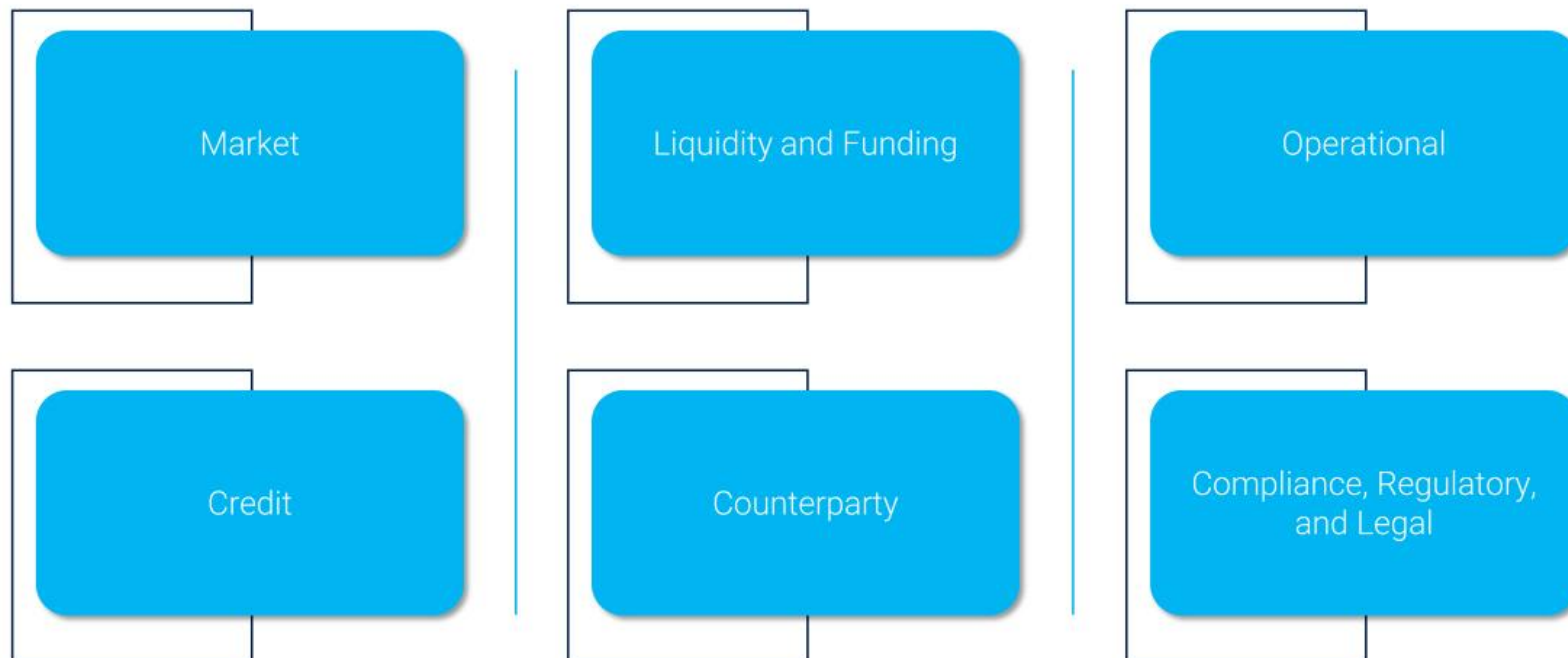 Market
Liquidity and Funding
Operational
Credit
Counterparty
Compliance, Regulatory,
and Legal